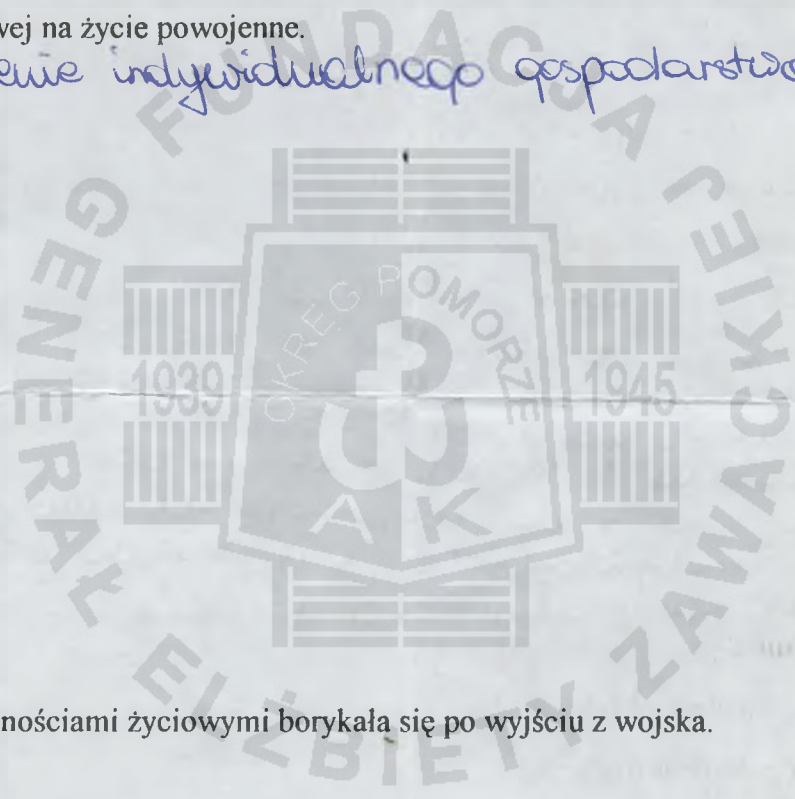 wej na życie powojenne.
enie indywidualnego gospodarstwa
FUNDACJA GENERAŁ ELŻBIETY ZAWACKIEJ
OKRĘG POMORZE
1939
1945
AK
nościami życiowymi borykała się po wyjściu z wojska.